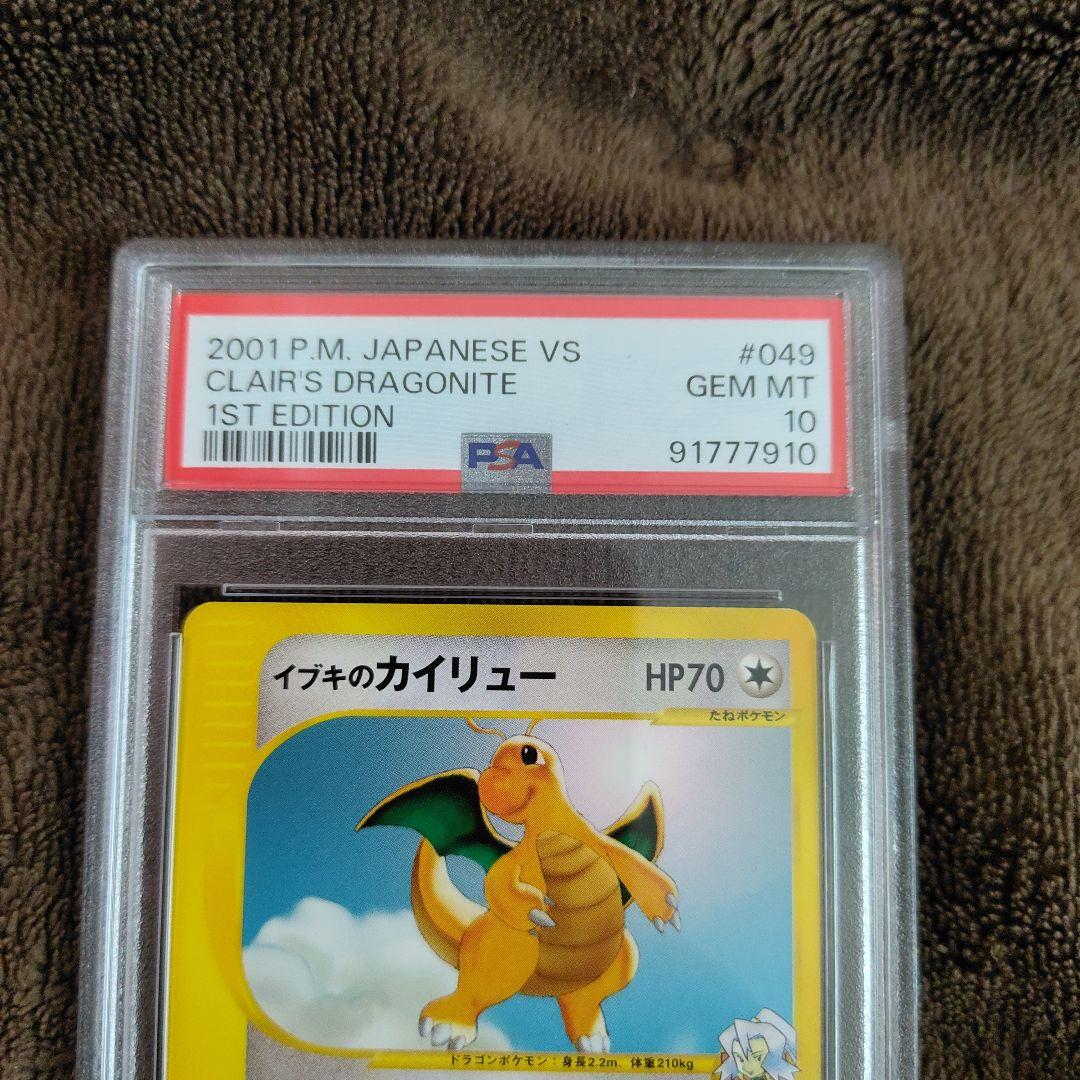 2001 P.M. JAPANESE VS #049
CLAIR'S DRAGONITE GEM MT
1ST EDITION 10
PSA 91777910
イブキのカイリュー HP70
たねポケモン
ドラゴンポケモン：身長2.2m、体重210kg